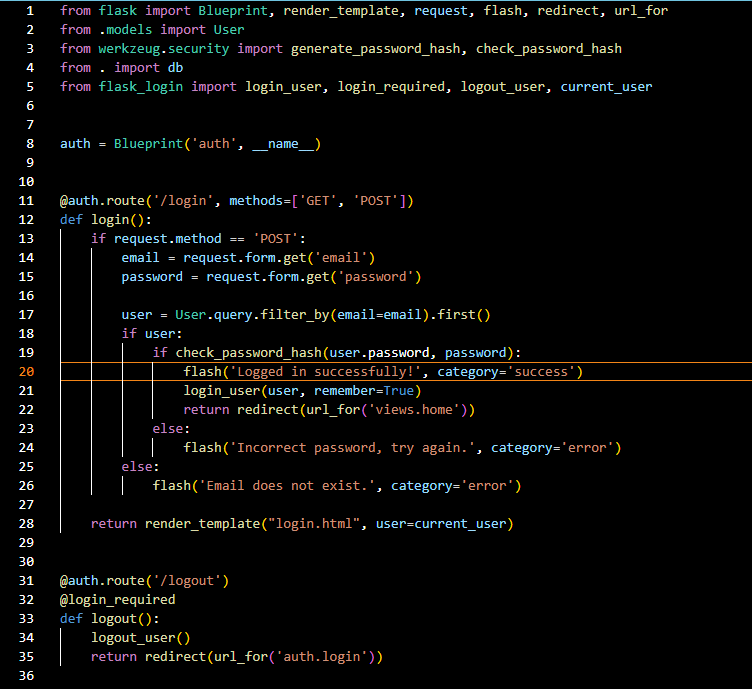 1 from flask import Blueprint, render_template, request, flash, redirect, url_for
2 from .models import User
3 from werkzeug.security import generate_password_hash, check_password_hash
4 from . import db
5 from flask_login import login_user, login_required, logout_user, current_user
6
7
8 auth = Blueprint('auth', __name__)
9
10
11 @auth.route('/login', methods=['GET', 'POST'])
12 def login():
13     if request.method == 'POST':
14         email = request.form.get('email')
15         password = request.form.get('password')
16
17         user = User.query.filter_by(email=email).first()
18         if user:
19             if check_password_hash(user.password, password):
20                 flash('Logged in successfully!', category='success')
21                 login_user(user, remember=True)
22                 return redirect(url_for('views.home'))
23             else:
24                 flash('Incorrect password, try again.', category='error')
25         else:
26             flash('Email does not exist.', category='error')
27
28     return render_template("login.html", user=current_user)
29
30
31 @auth.route('/logout')
32 @login_required
33 def logout():
34     logout_user()
35     return redirect(url_for('auth.login'))
36